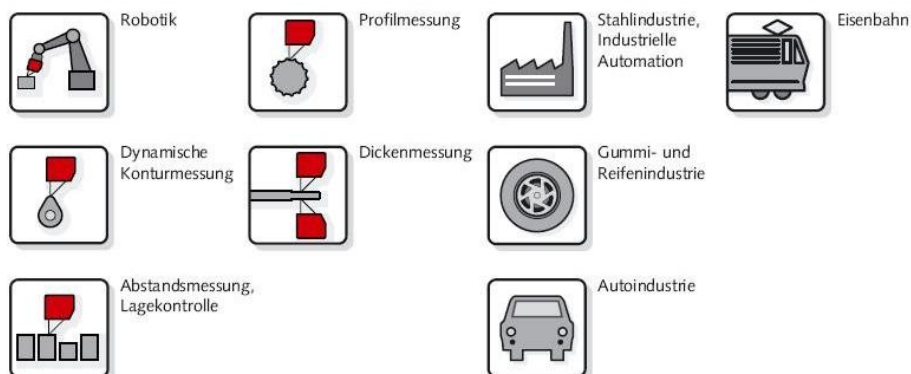 Robotik
Profilmessung
Stahlindustrie,
Industrielle
Automation
Eisenbahn
Dynamische
Konturmessung
Dickenmessung
Gummi- und
Reifenindustrie
Abstandsmessung,
Lagekontrolle
Autoindustrie